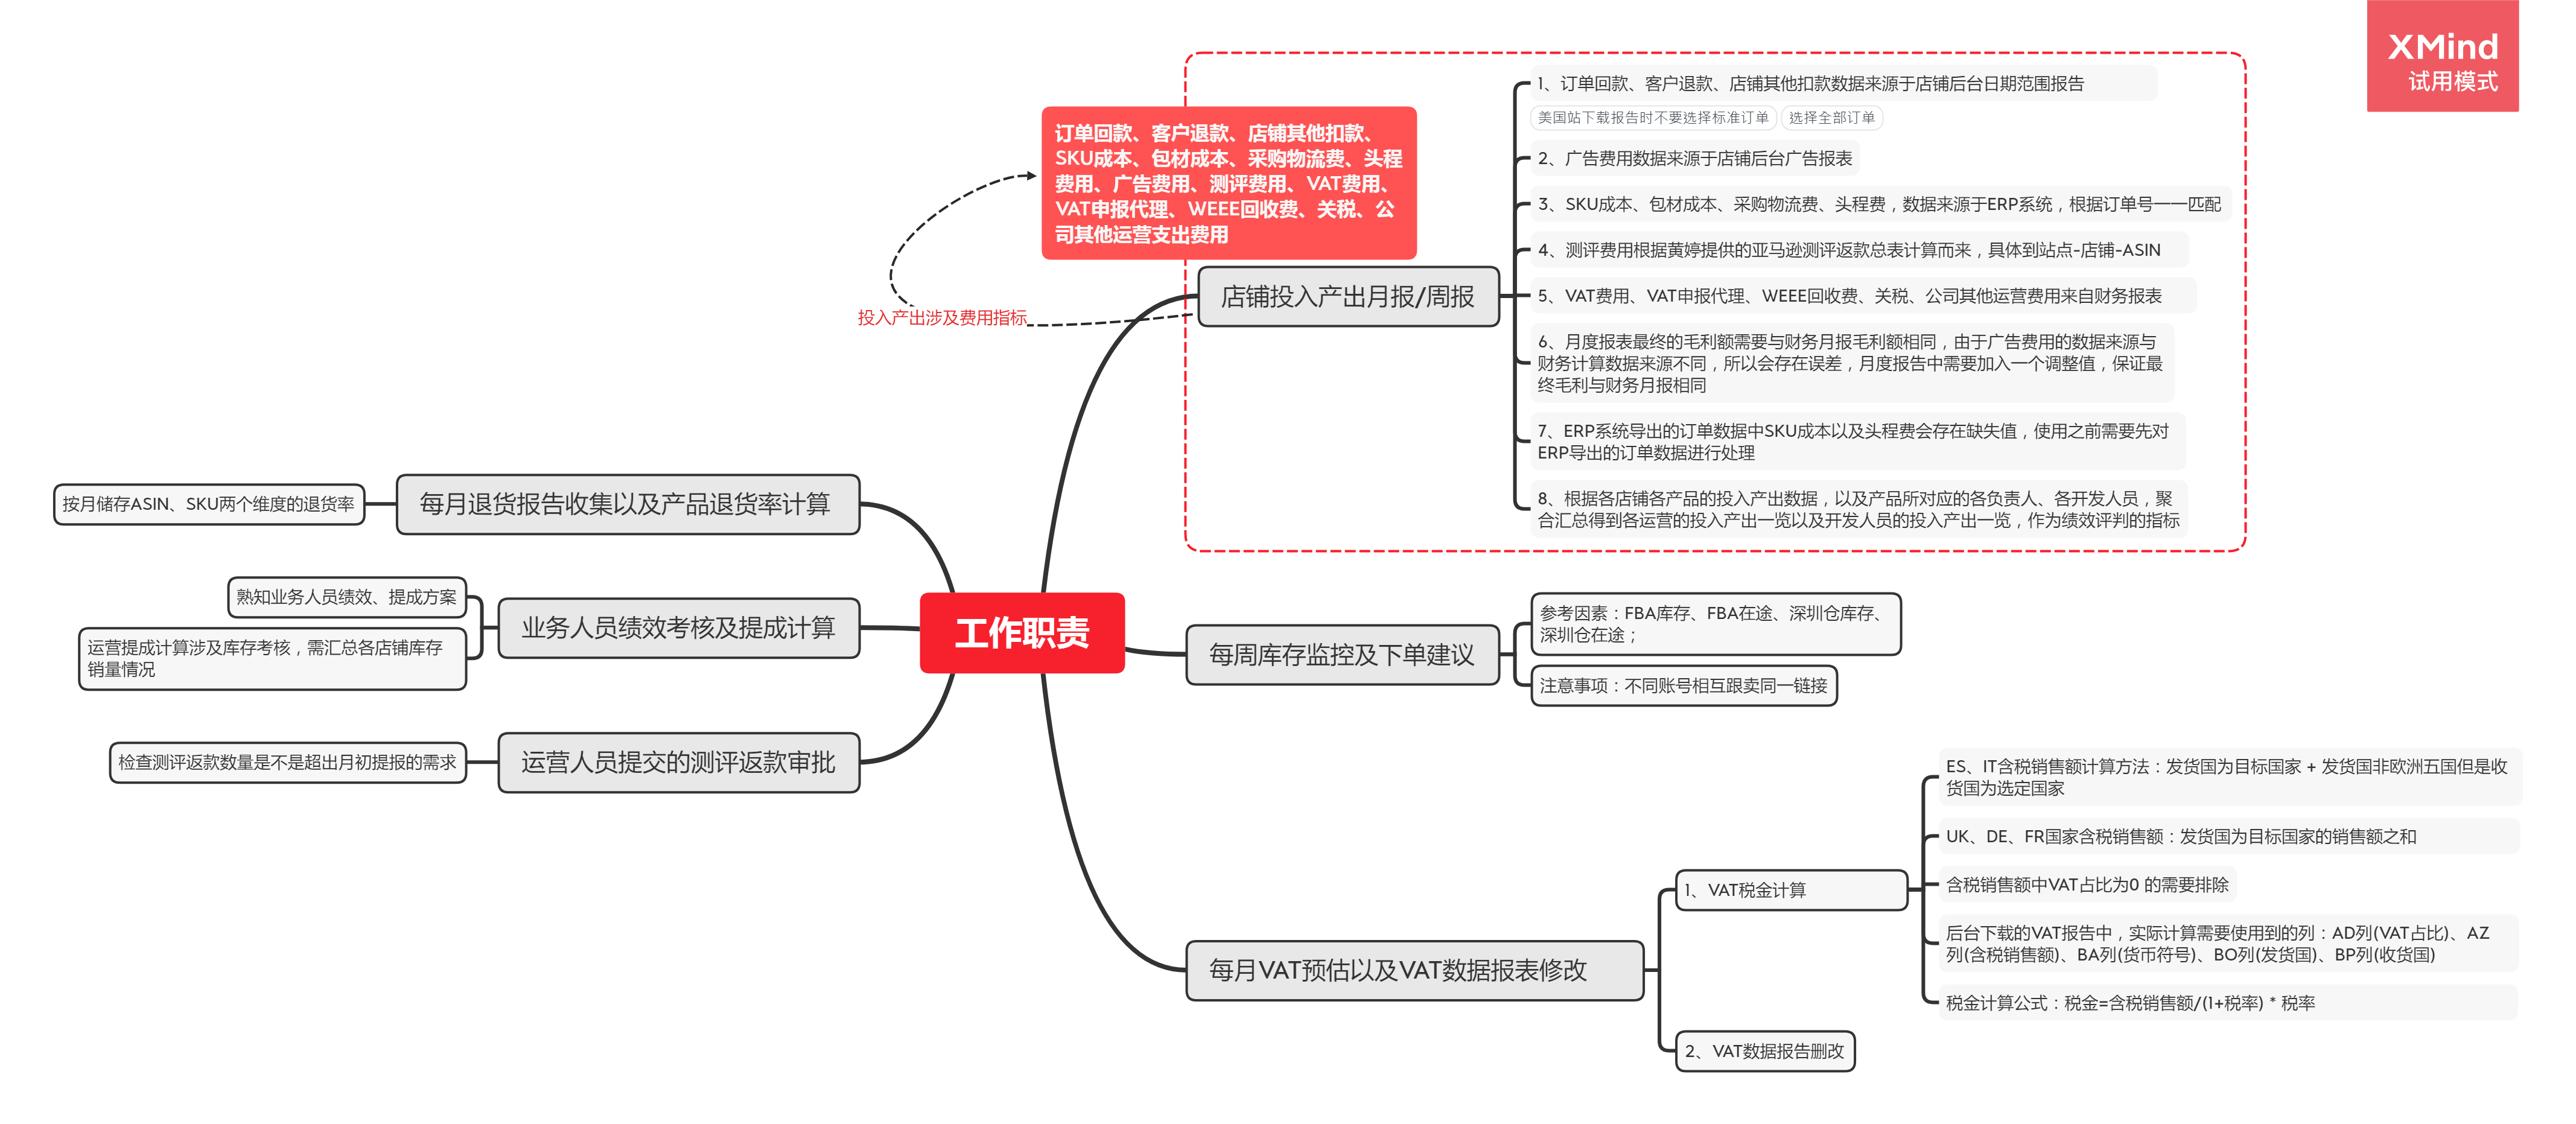 XMind
试用模式
订单回款、客户退款、店铺其他扣款、
SKU成本、包材成本、采购物流费、头程
费用、广告费用、测评费用、VAT费用、
VAT申报代理、WEEE回收费、关税、公
司其他运营支出费用
投入产出涉及费用指标
店铺投入产出月报/周报
1、订单回款、客户退款、店铺其他扣款数据来源于店铺后台日期范围报告
美国站下载报告时不要选择标准订单 选择全部订单
2、广告费用数据来源于店铺后台广告报表
3、SKU成本、包材成本、采购物流费、头程费，数据来源于ERP系统，根据订单号一一匹配
4、测评费用根据黄婷提供的亚马逊测评返款总表计算而来，具体到站点-店铺-ASIN
5、VAT费用、VAT申报代理、WEEE回收费、关税、公司其他运营费用来自财务报表
6、月度报表最终的毛利额需要与财务月报毛利额相同，由于广告费用的数据来源与
财务计算数据来源不同，所以会存在误差，月度报告中需要加入一个调整值，保证最
终毛利与财务月报相同
7、ERP系统导出的订单数据中SKU成本以及头程费会存在缺失值，使用之前需要先对
ERP导出的订单数据进行处理
8、根据各店铺各产品的投入产出数据，以及产品所对应的各负责人、各开发人员，聚
合汇总得到各运营的投入产出一览以及开发人员的投入产出一览，作为绩效评判的指标
每月退货报告收集以及产品退货率计算
按月储存ASIN、SKU两个维度的退货率
业务人员绩效考核及提成计算
熟知业务人员绩效、提成方案
运营提成计算涉及库存考核，需汇总各店铺库存
销量情况
运营人员提交的测评返款审批
检查测评返款数量是不是超出月初提报的需求
工作职责
每周库存监控及下单建议
参考因素：FBA库存、FBA在途、深圳仓库存、
深圳仓在途；
注意事项：不同账号相互跟卖同一链接
每月VAT预估以及VAT数据报表修改
1、VAT税金计算
ES、IT含税销售额计算方法：发货国为目标国家 + 发货国非欧洲五国但是收
货国为选定国家
UK、DE、FR国家含税销售额：发货国为目标国家的销售额之和
含税销售额中VAT占比为0 的需要排除
后台下载的VAT报告中，实际计算需要使用到的列：AD列(VAT占比)、AZ
列(含税销售额)、BA列(货币符号)、BO列(发货国)、BP列(收货国)
税金计算公式：税金=含税销售额/(1+税率) * 税率
2、VAT数据报告删改